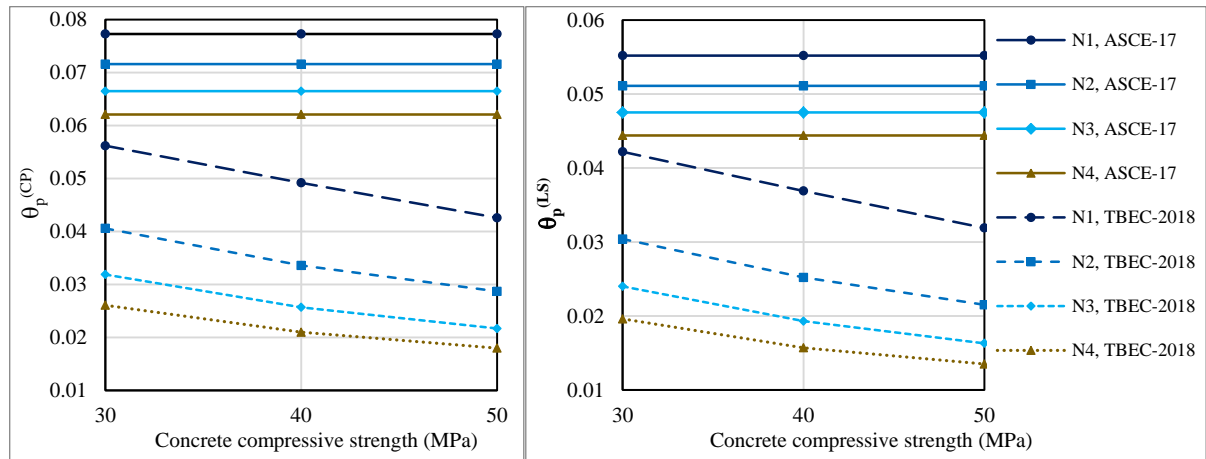 0.08
0.07
0.06
0.05
0.04
0.03
0.02
0.01
θp(CP)
30 40 50
Concrete compressive strength (MPa)
0.06
0.05
0.04
0.03
0.02
0.01
θp(LS)
30 40 50
Concrete compressive strength (MPa)
N1, ASCE-17
N2, ASCE-17
N3, ASCE-17
N4, ASCE-17
N1, TBEC-2018
N2, TBEC-2018
N3, TBEC-2018
N4, TBEC-2018